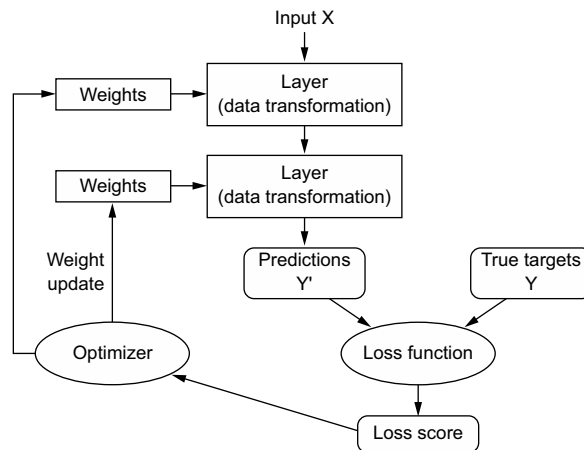 Input X
Layer
(data transformation)
Weights
Layer
(data transformation)
Weights
Weight
update
Predictions
Y'
True targets
Y
Optimizer
Loss function
Loss score